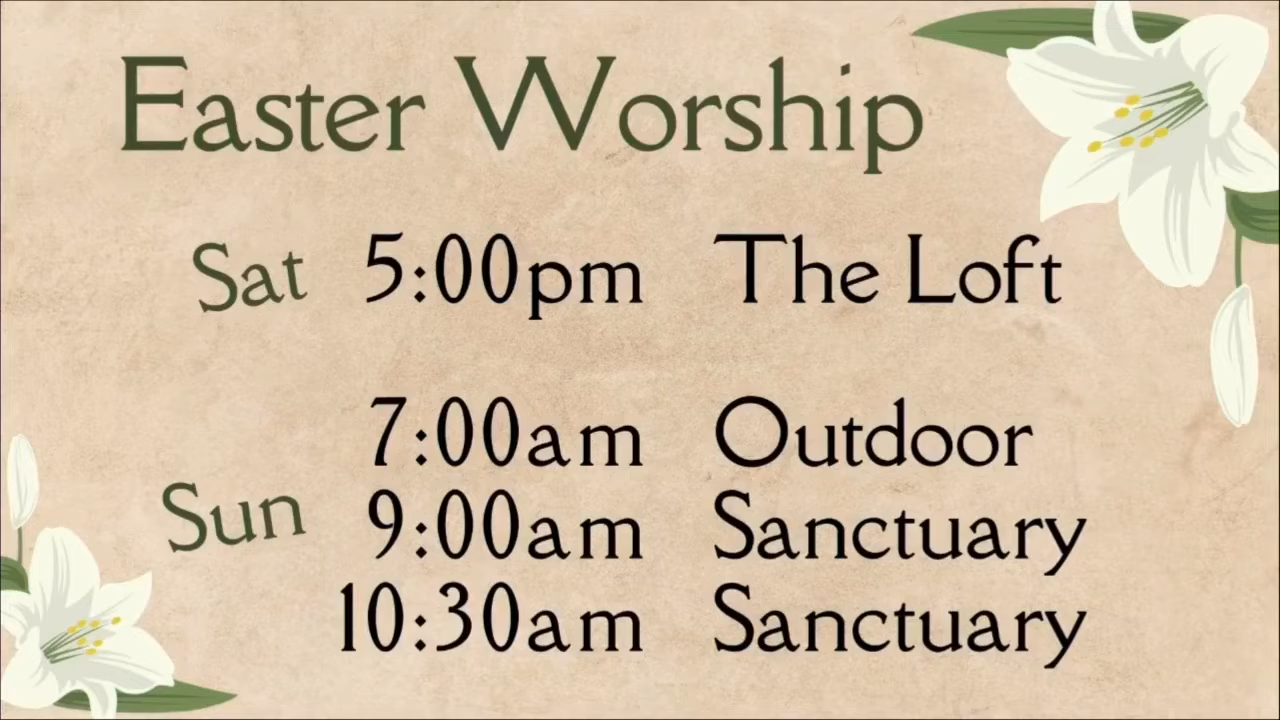 Easter Worship
Sat 5:00pm The Loft
7:00am Outdoor
Sun 9:00am Sanctuary
10:30am Sanctuary